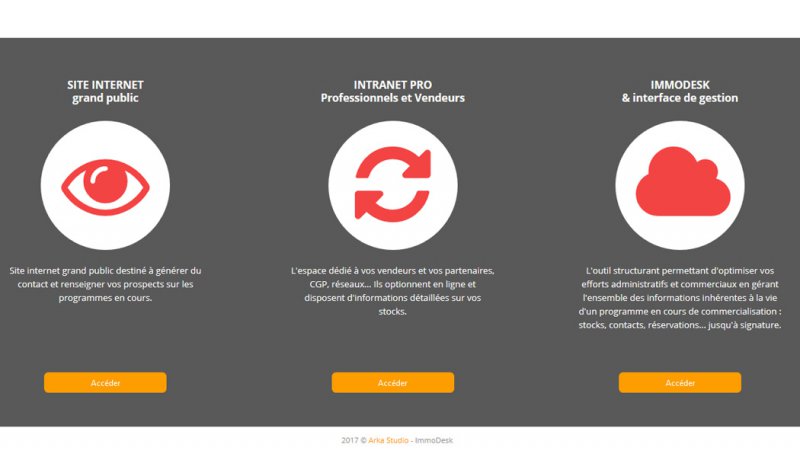 SITE INTERNET
grand public
Site internet grand public destiné à générer du
contact et renseigner vos prospects sur les
programmes en cours.
Accéder
INTRANET PRO
Professionnels et Vendeurs
L'espace dédié à vos vendeurs et vos partenaires,
CGP, réseaux... Ils optionnent en ligne et
disposent d'informations détaillées sur vos
stocks.
Accéder
IMMODESK
& interface de gestion
L'outil structurant permettant d'optimiser vos
efforts administratifs et commerciaux en gérant
l'ensemble des informations inhérentes à la vie
d'un programme en cours de commercialisation :
stocks, contacts, réservations... jusqu'à signature.
Accéder
2017 © Arka Studio - ImmoDesk